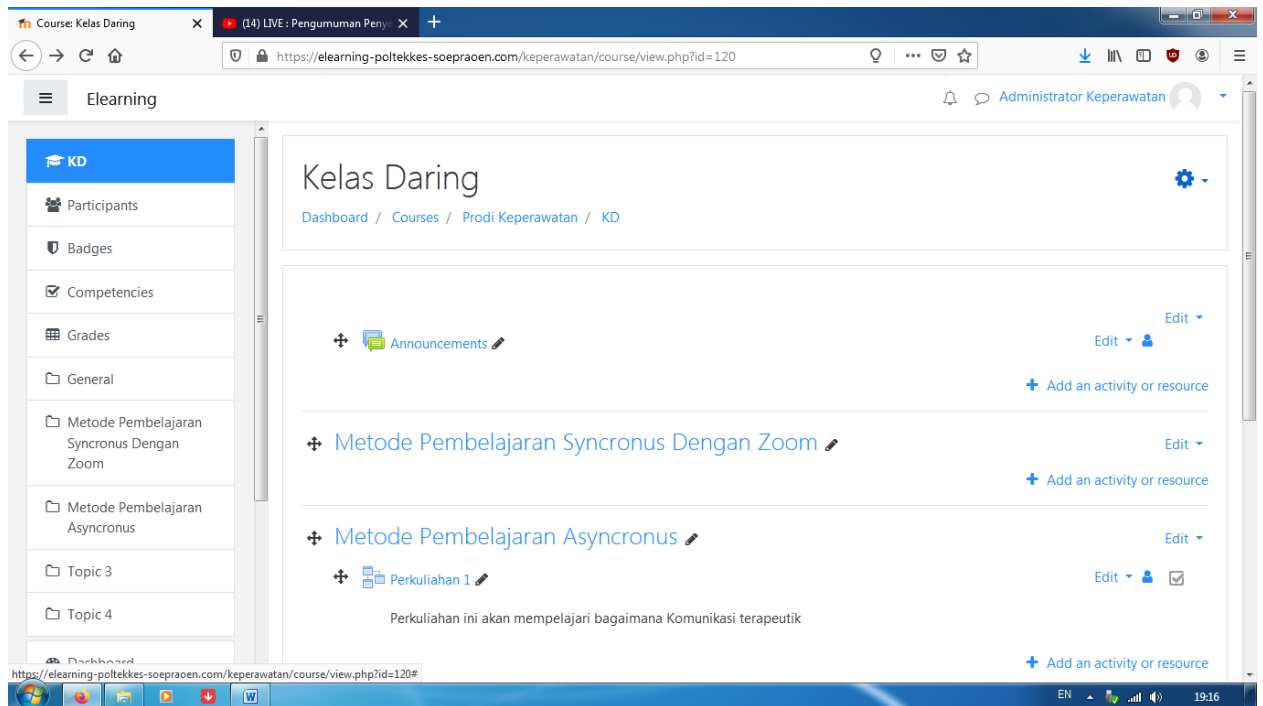 Course: Kelas Daring
(14) LIVE : Pengumuman Penye
https://elearning-poltekkes-soepraoen.com/keperawatan/course/view.php?id=120
Elearning
Administrator Keperawatan
KD
Participants
Badges
Competencies
Grades
General
Metode Pembelajaran
Syncronus Dengan
Zoom
Metode Pembelajaran
Asyncronus
Topic 3
Topic 4
Dashboard
Kelas Daring
Dashboard / Courses / Prodi Keperawatan / KD
Edit
Announcements
Edit
Add an activity or resource
Metode Pembelajaran Syncronus Dengan Zoom
Edit
Add an activity or resource
Metode Pembelajaran Asyncronus
Edit
Perkuliahan 1
Edit
Perkuliahan ini akan mempelajari bagaimana Komunikasi terapeutik
Add an activity or resource
https://elearning-poltekkes-soepraoen.com/keperawatan/course/view.php?id=120#
EN
19:16